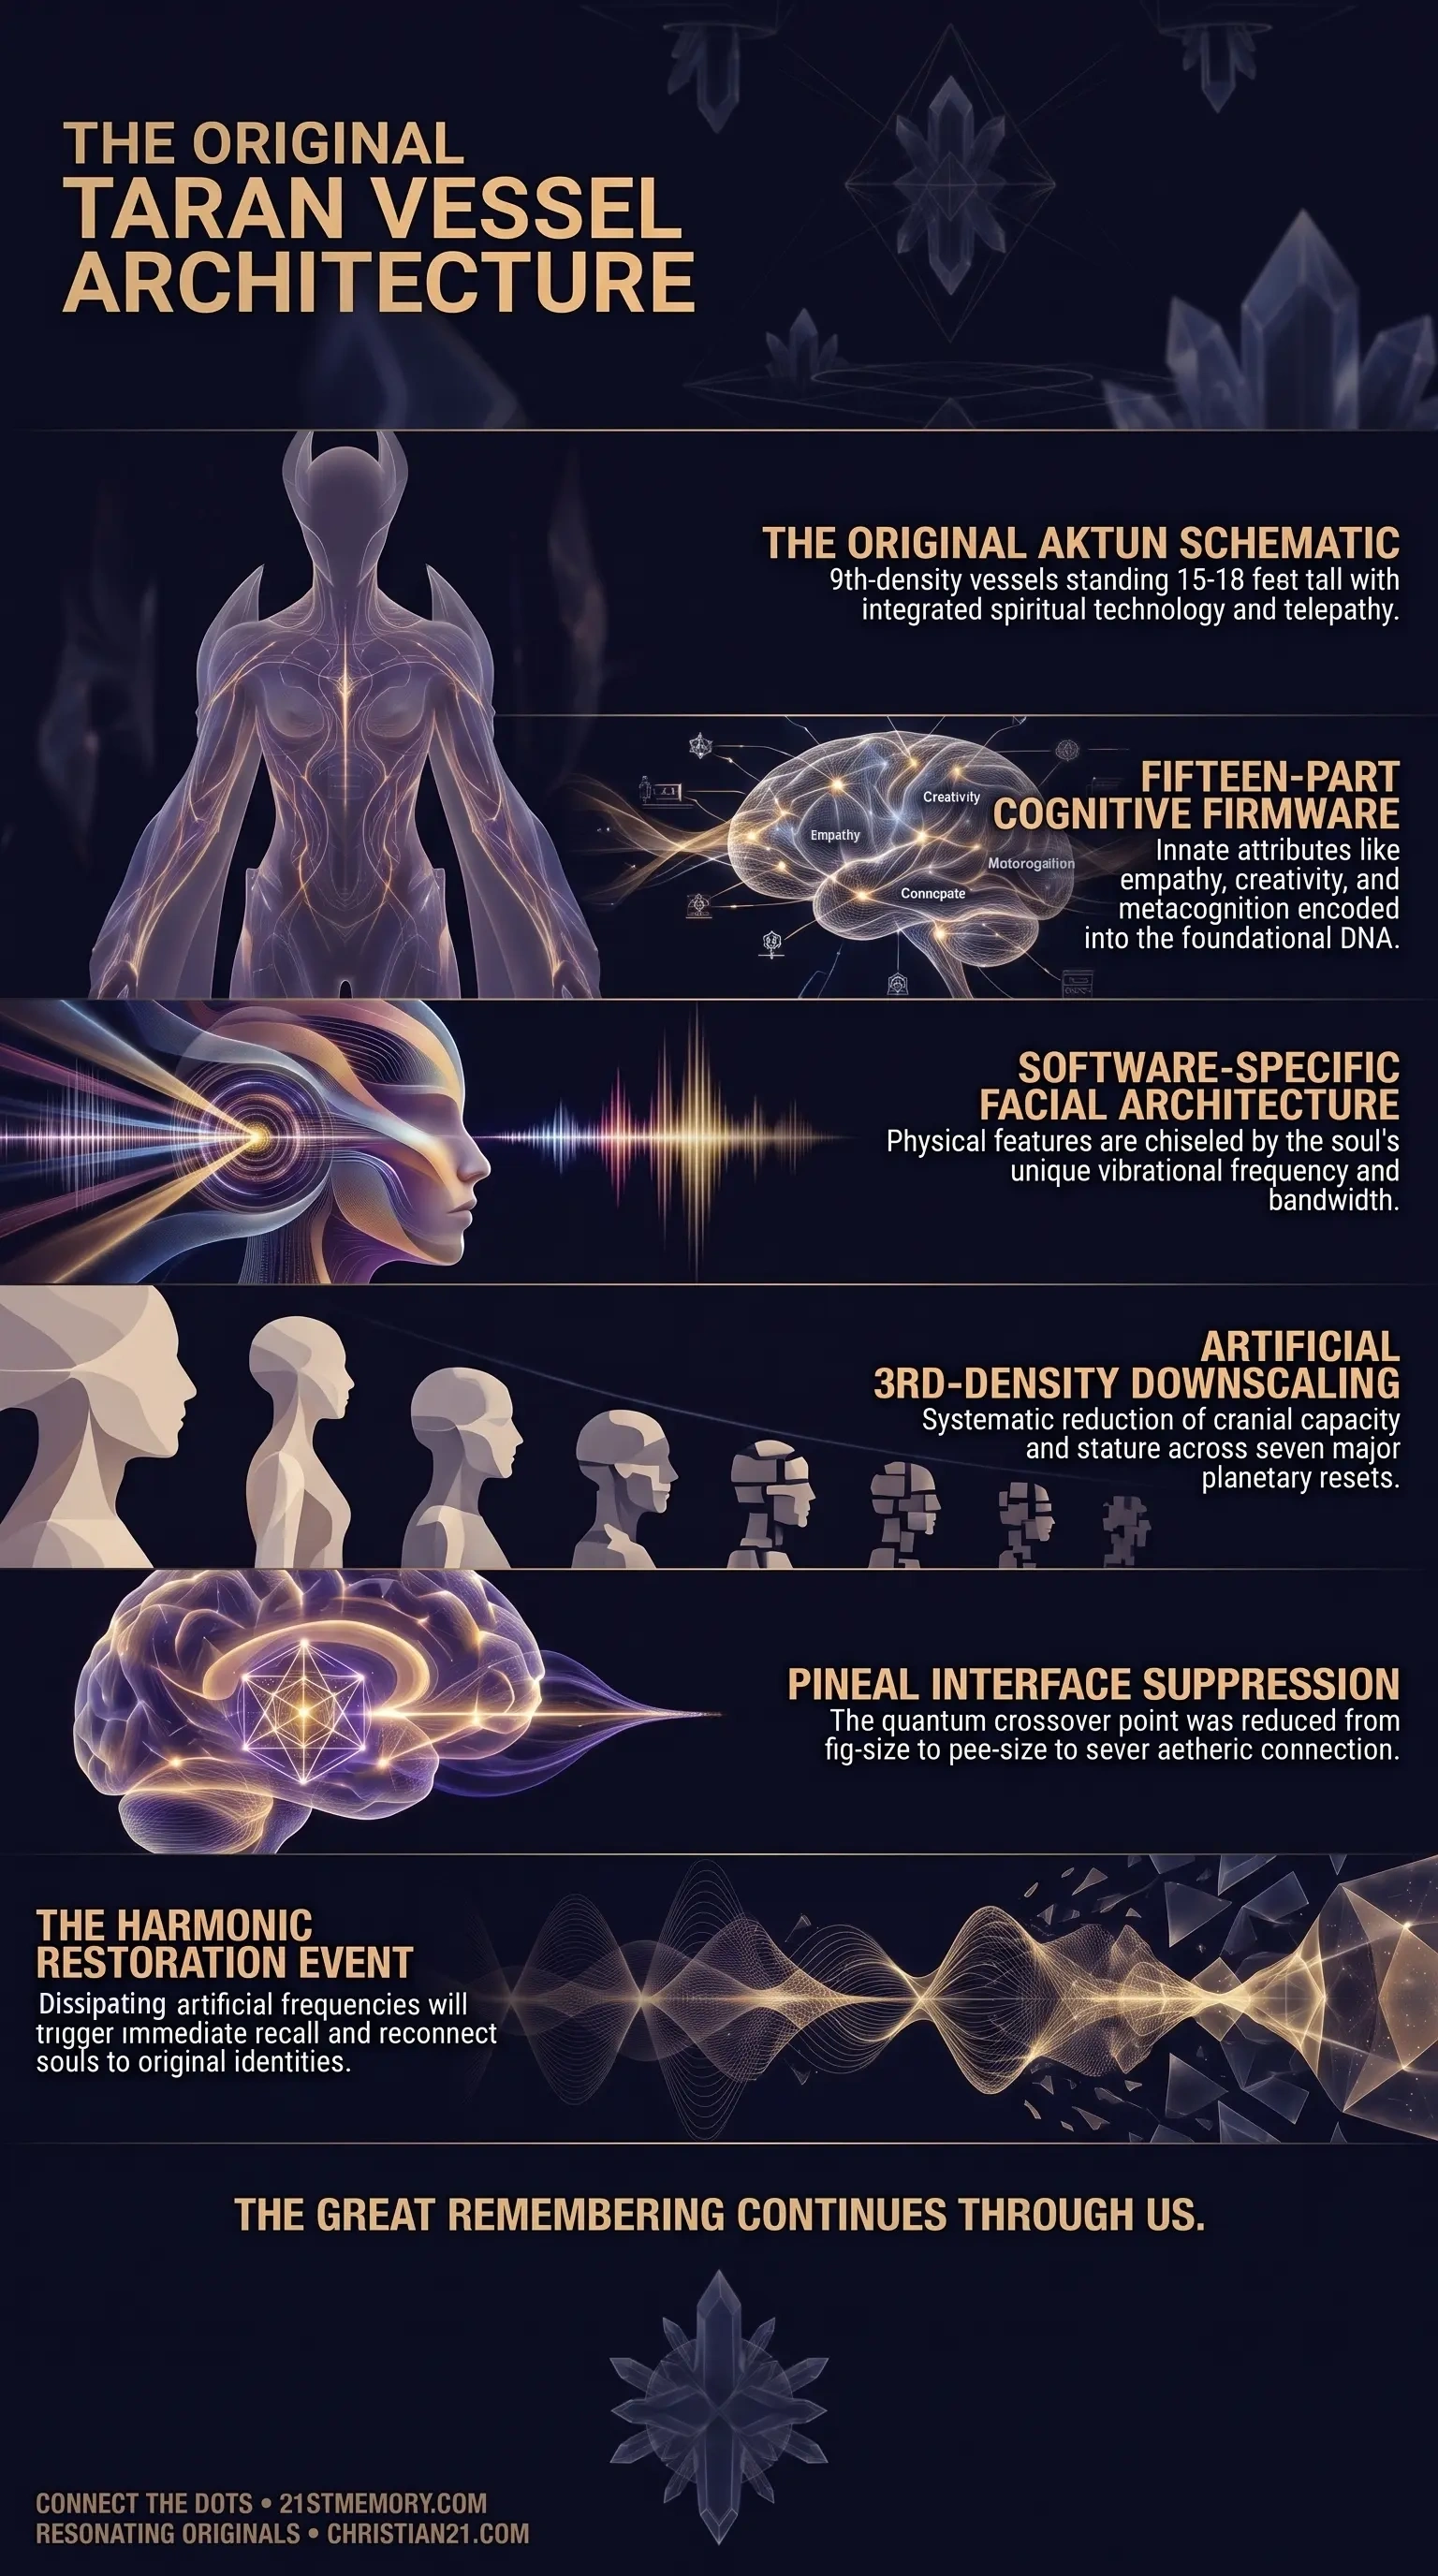 THE ORIGINAL
TARAN VESSEL
ARCHITECTURE
THE ORIGINAL AKTUN SCHEMATIC
9th-density vessels standing 15-18 feet tall with
integrated spiritual technology and telepathy.
Creativity
Empathy
Motorogaition
Conncpate
FIFTEEN-PART
COGNITIVE FIRMWARE
Innate attributes like
empathy, creativity, and
metacognition encoded
into the foundational DNA.
SOFTWARE-SPECIFIC
FACIAL ARCHITECTURE
Physical features are chiseled by the soul's
unique vibrational frequency and
bandwidth.
ARTIFICIAL
3RD-DENSITY DOWNSCALING
Systematic reduction of cranial capacity
and stature across seven major
planetary resets.
PINEAL INTERFACE SUPPRESSION
The quantum crossover point was reduced from
fig-size to pee-size to sever aetheric connection.
THE HARMONIC
RESTORATION EVENT
Dissipating artificial frequencies will
trıgger ımmediate recall and reconnect
souls to original identities.
THE GREAT REMEMBERING CONTINUES THROUGH US.
CONNECT THE DOTS • 21STMEMORY.COM
RESONATING ORIGINALS • CHRISTIAN21.COM